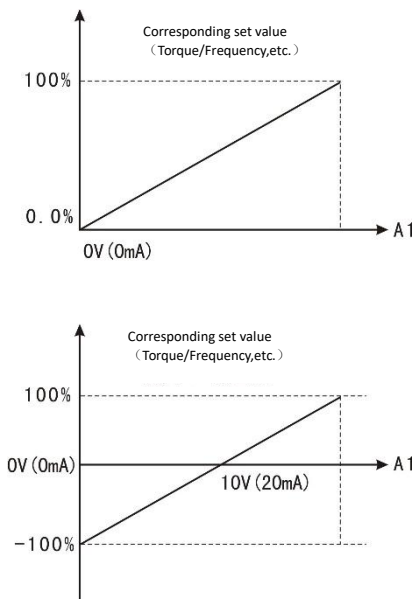 Corresponding set value
（Torque/Frequency,etc.）
100%
0.0%
A1
0V(0mA)
Corresponding set value
（Torque/Frequency,etc.）
100%
0V(0mA)
A1
10V(20mA)
-100%